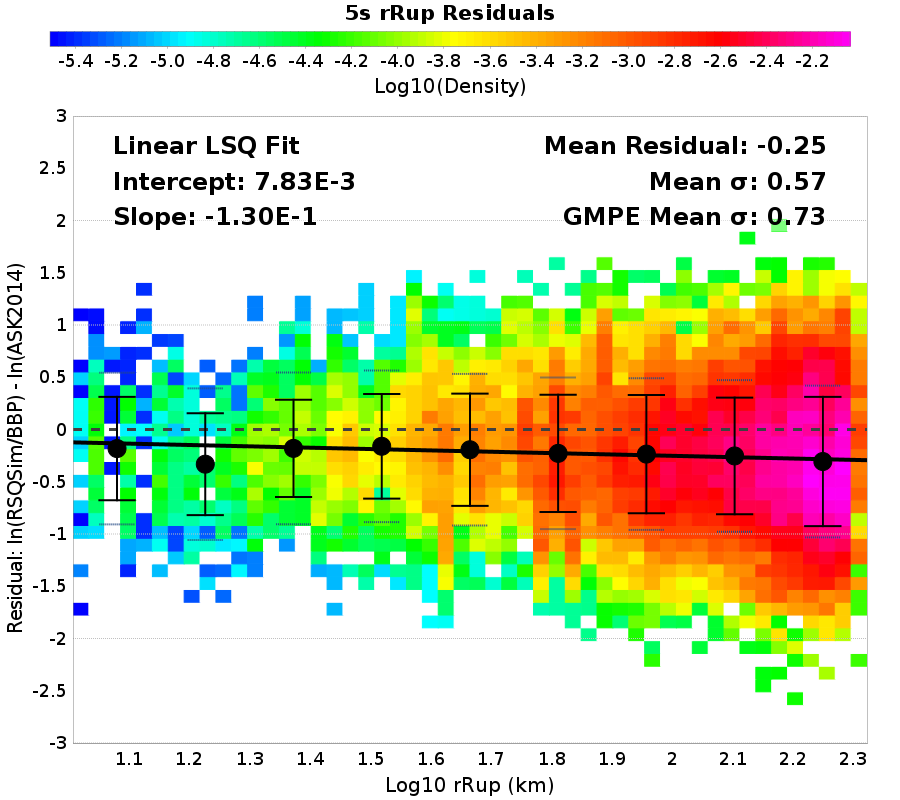 5s rRup Residuals
-5.4 -5.2 -5.0 -4.8 -4.6 -4.4 -4.2 -4.0 -3.8 -3.6 -3.4 -3.2 -3.0 -2.8 -2.6 -2.4 -2.2
Log10(Density)
Linear LSQ Fit
Intercept: 7.83E-3
Slope: -1.30E-1
Mean Residual: -0.25
Mean σ: 0.57
GMPE Mean σ: 0.73
Residual: ln(RSQSim/BBP) - ln(ASK2014)
3
2.5
2
1.5
1
0.5
0
-0.5
-1
-1.5
-2
-2.5
-3
1.1 1.2 1.3 1.4 1.5 1.6 1.7 1.8 1.9 2 2.1 2.2 2.3
Log10 rRup (km)